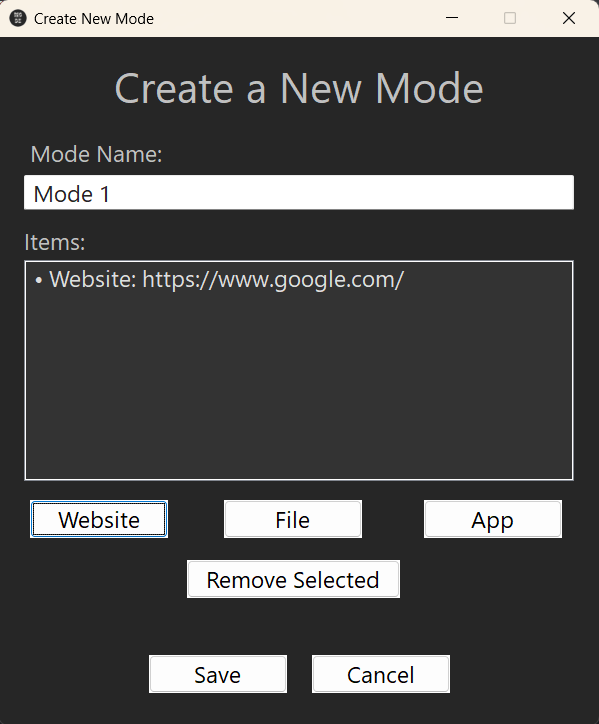 Create New Mode
Create a New Mode
Mode Name:
Mode 1
Items:
• Website: https://www.google.com/
Website File App
Remove Selected
Save Cancel